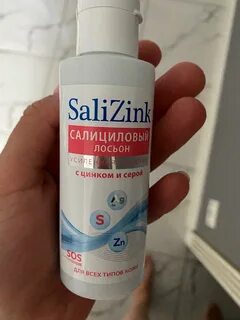 SaliZink
САЛИЦИЛОВЫЙ
ЛОСЬОН
с цинком и серой
S
Zn
SOS
ДЛЯ ВСЕХ ТИПОВ КОЖИ